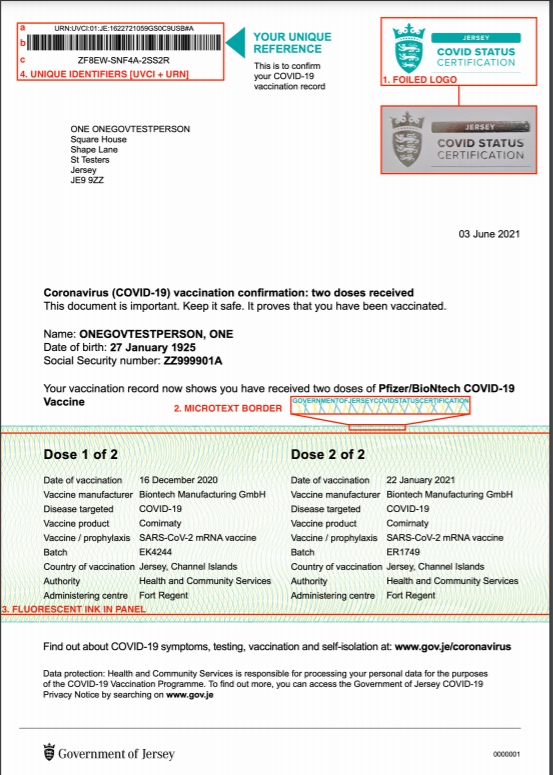 a URN:UVCI:01:JE:1622721059GS0C9USB#A
b
c ZF8EW-SNF4A-2SS2R
4. UNIQUE IDENTIFIERS [UVCI + URN]
YOUR UNIQUE
REFERENCE
This is to confirm
your COVID-19
vaccination record
JERSEY
COVID STATUS
CERTIFICATION
1. FOILED LOGO
JERSEY
COVID STATUS
CERTIFICATION
ONE ONEGOVTESTPERSON
Square House
Shape Lane
St Testers
Jersey
JE9 9ZZ
03 June 2021
Coronavirus (COVID-19) vaccination confirmation: two doses received
This document is important. Keep it safe. It proves that you have been vaccinated.
Name: ONEGOVTESTPERSON, ONE
Date of birth: 27 January 1925
Social Security number: ZZ999901A
Your vaccination record now shows you have received two doses of Pfizer/BioNtech COVID-19
Vaccine
2. MICROTEXT BORDER
GOVERNMENTOFJERSEYCOVIDSTATUSCERTIFICATION
Dose 1 of 2
Date of vaccination 16 December 2020
Vaccine manufacturer Biontech Manufacturing GmbH
Disease targeted COVID-19
Vaccine product Comirnaty
Vaccine / prophylaxis SARS-CoV-2 mRNA vaccine
Batch EK4244
Country of vaccination Jersey, Channel Islands
Authority Health and Community Services
Administering centre Fort Regent
Dose 2 of 2
Date of vaccination 22 January 2021
Vaccine manufacturer Biontech Manufacturing GmbH
Disease targeted COVID-19
Vaccine product Comirnaty
Vaccine / prophylaxis SARS-CoV-2 mRNA vaccine
Batch ER1749
Country of vaccination Jersey, Channel Islands
Authority Health and Community Services
Administering centre Fort Regent
3. FLUORESCENT INK IN PANEL
Find out about COVID-19 symptoms, testing, vaccination and self-isolation at: www.gov.je/coronavirus
Data protection: Health and Community Services is responsible for processing your personal data for the purposes
of the COVID-19 Vaccination Programme. To find out more, you can access the Government of Jersey COVID-19
Privacy Notice by searching on www.gov.je
Government of Jersey
0000001